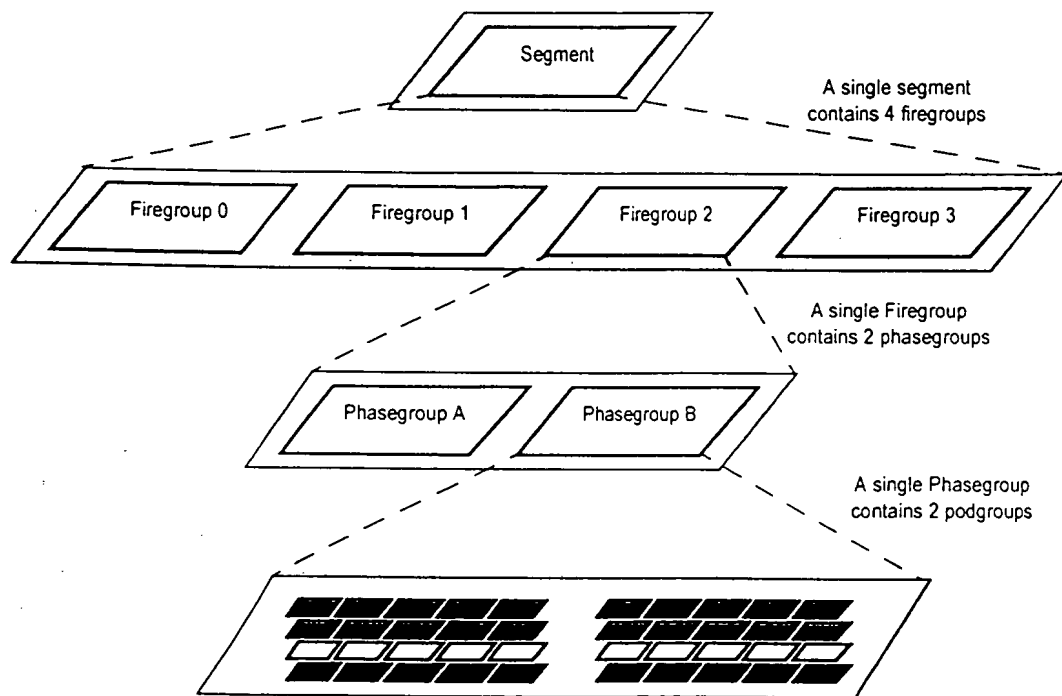 Segment
A single segment
contains 4 firegroups
Firegroup 0
Firegroup 1
Firegroup 2
Firegroup 3
A single Firegroup
contains 2 phasegroups
Phasegroup A
Phasegroup B
A single Phasegroup
contains 2 podgroups